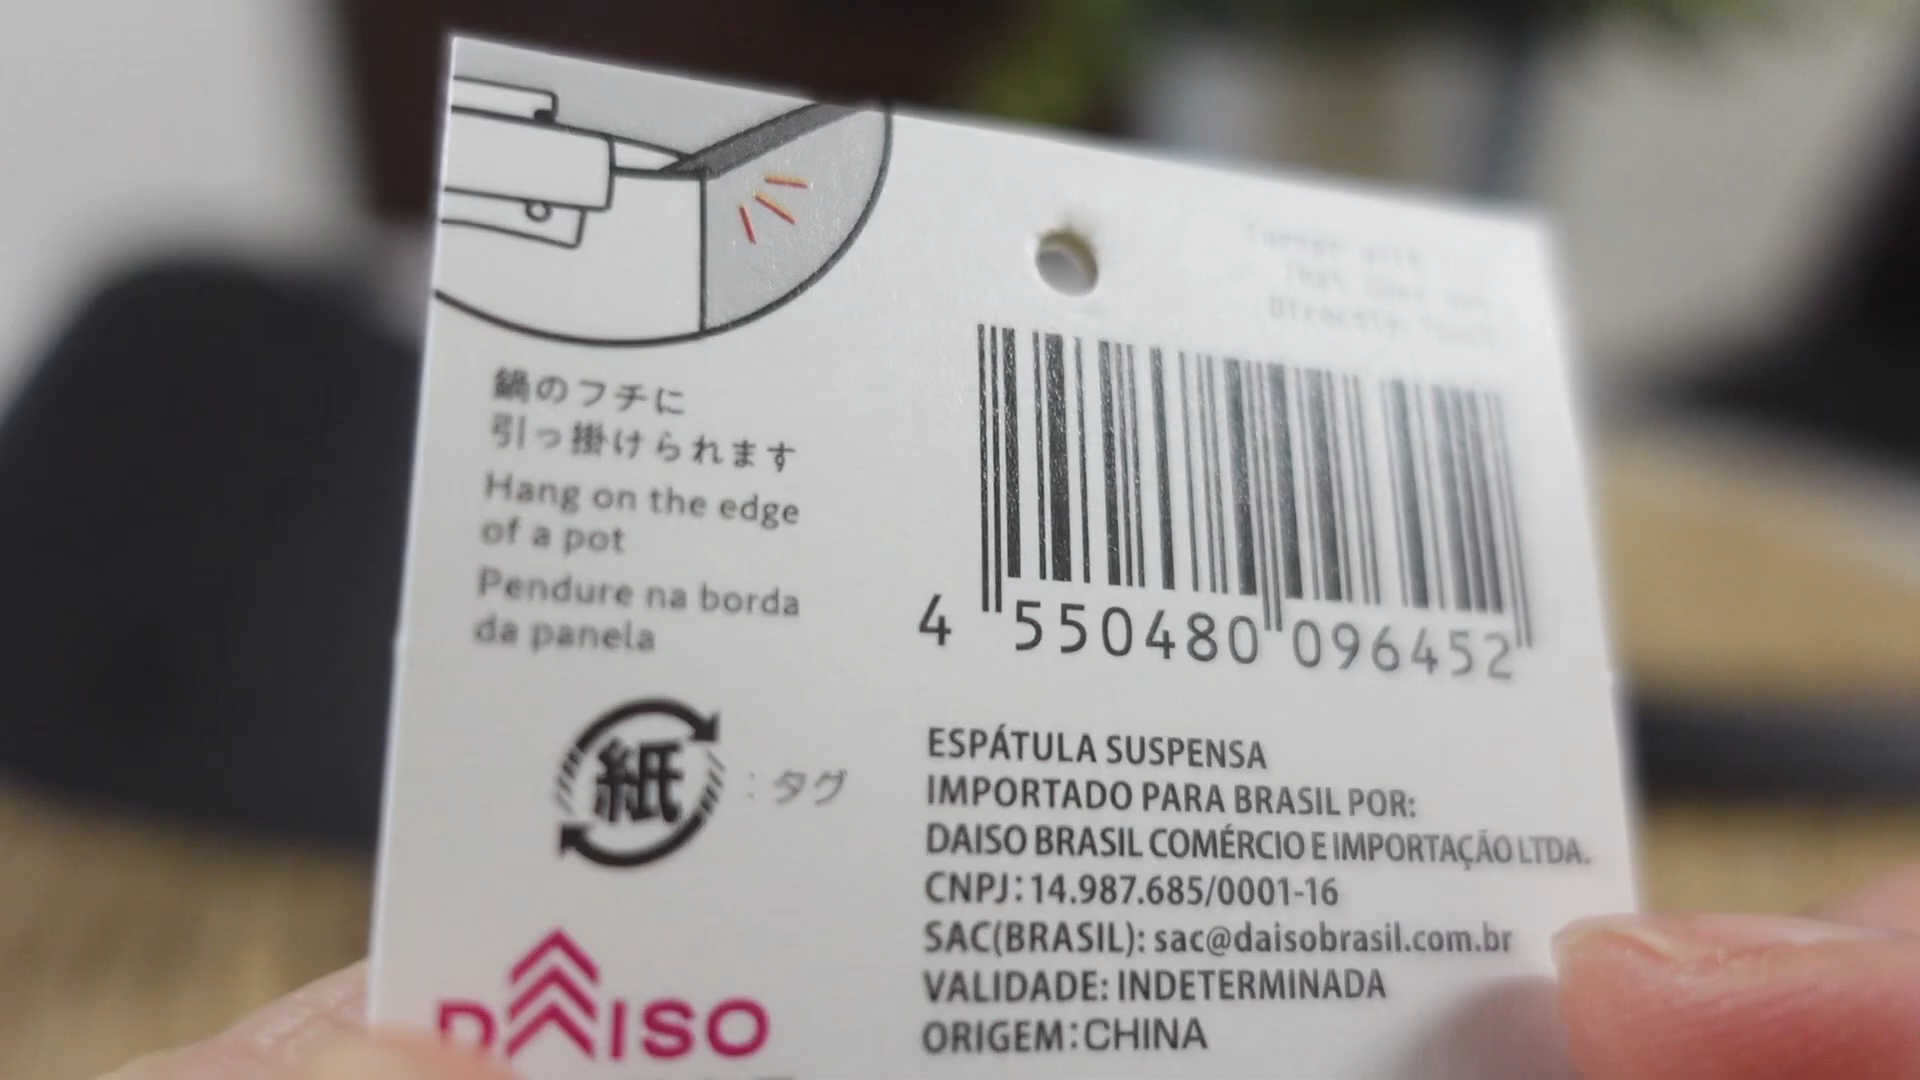 鍋のフチに
引っ掛けられます
Hang on the edge
of a pot
Pendure na borda
da panela
紙
: タグ
DAISO
4 550480 096452
ESPÁTULA SUSPENSA
IMPORTADO PARA BRASIL POR:
DAISO BRASIL COMÉRCIO E IMPORTAÇÃO LTDA.
CNPJ: 14.987.685/0001-16
SAC(BRASIL): sac@daisobrasil.com.br
VALIDADE: INDETERMINADA
ORIGEM: CHINA